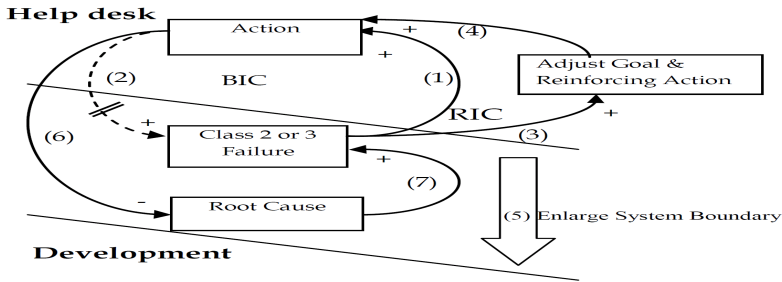 Help desk
Action
+
(4)
+
Adjust Goal &
Reinforcing Action
(2)
BIC
(1)
RIC
+
(3)
+
Class 2 or 3
Failure
(6)
+
(7)
-
Root Cause
(5) Enlarge System Boundary
Development